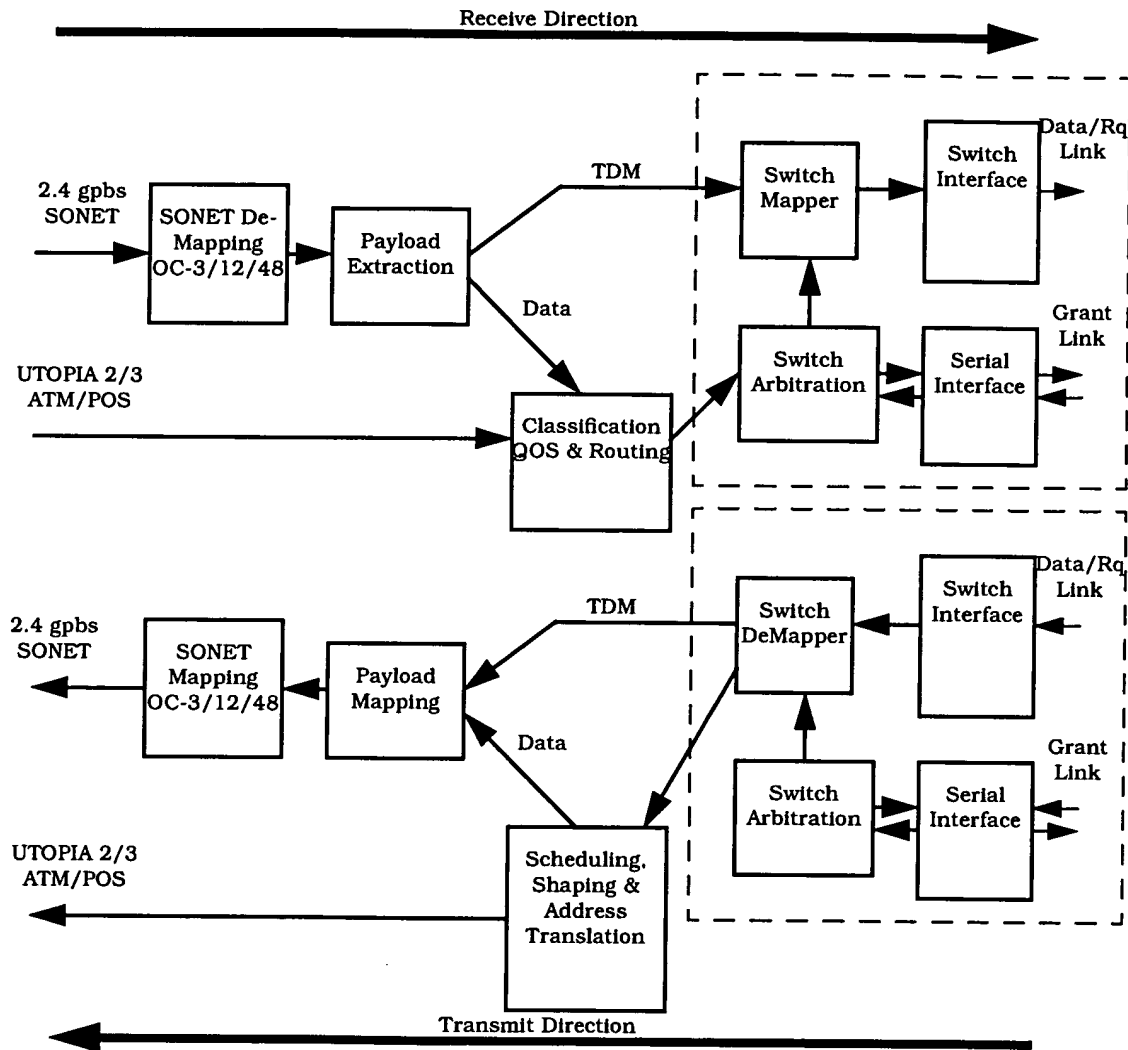 Receive Direction
Data/Rq
Link
Switch
Mapper
Switch
Interface
TDM
2.4 gpbs
SONET
SONET De-
Mapping
OC-3/12/48
Payload
Extraction
Data
Grant
Link
UTOPIA 2/3
ATM/POS
Classification
QOS & Routing
Switch
Arbitration
Serial
Interface
Data/Rq
Link
TDM
Switch
DeMapper
Switch
Interface
2.4 gpbs
SONET
SONET
Mapping
OC-3/12/48
Payload
Mapping
Data
Grant
Link
Switch
Arbitration
Serial
Interface
UTOPIA 2/3
ATM/POS
Scheduling,
Shaping &
Address
Translation
Transmit Direction